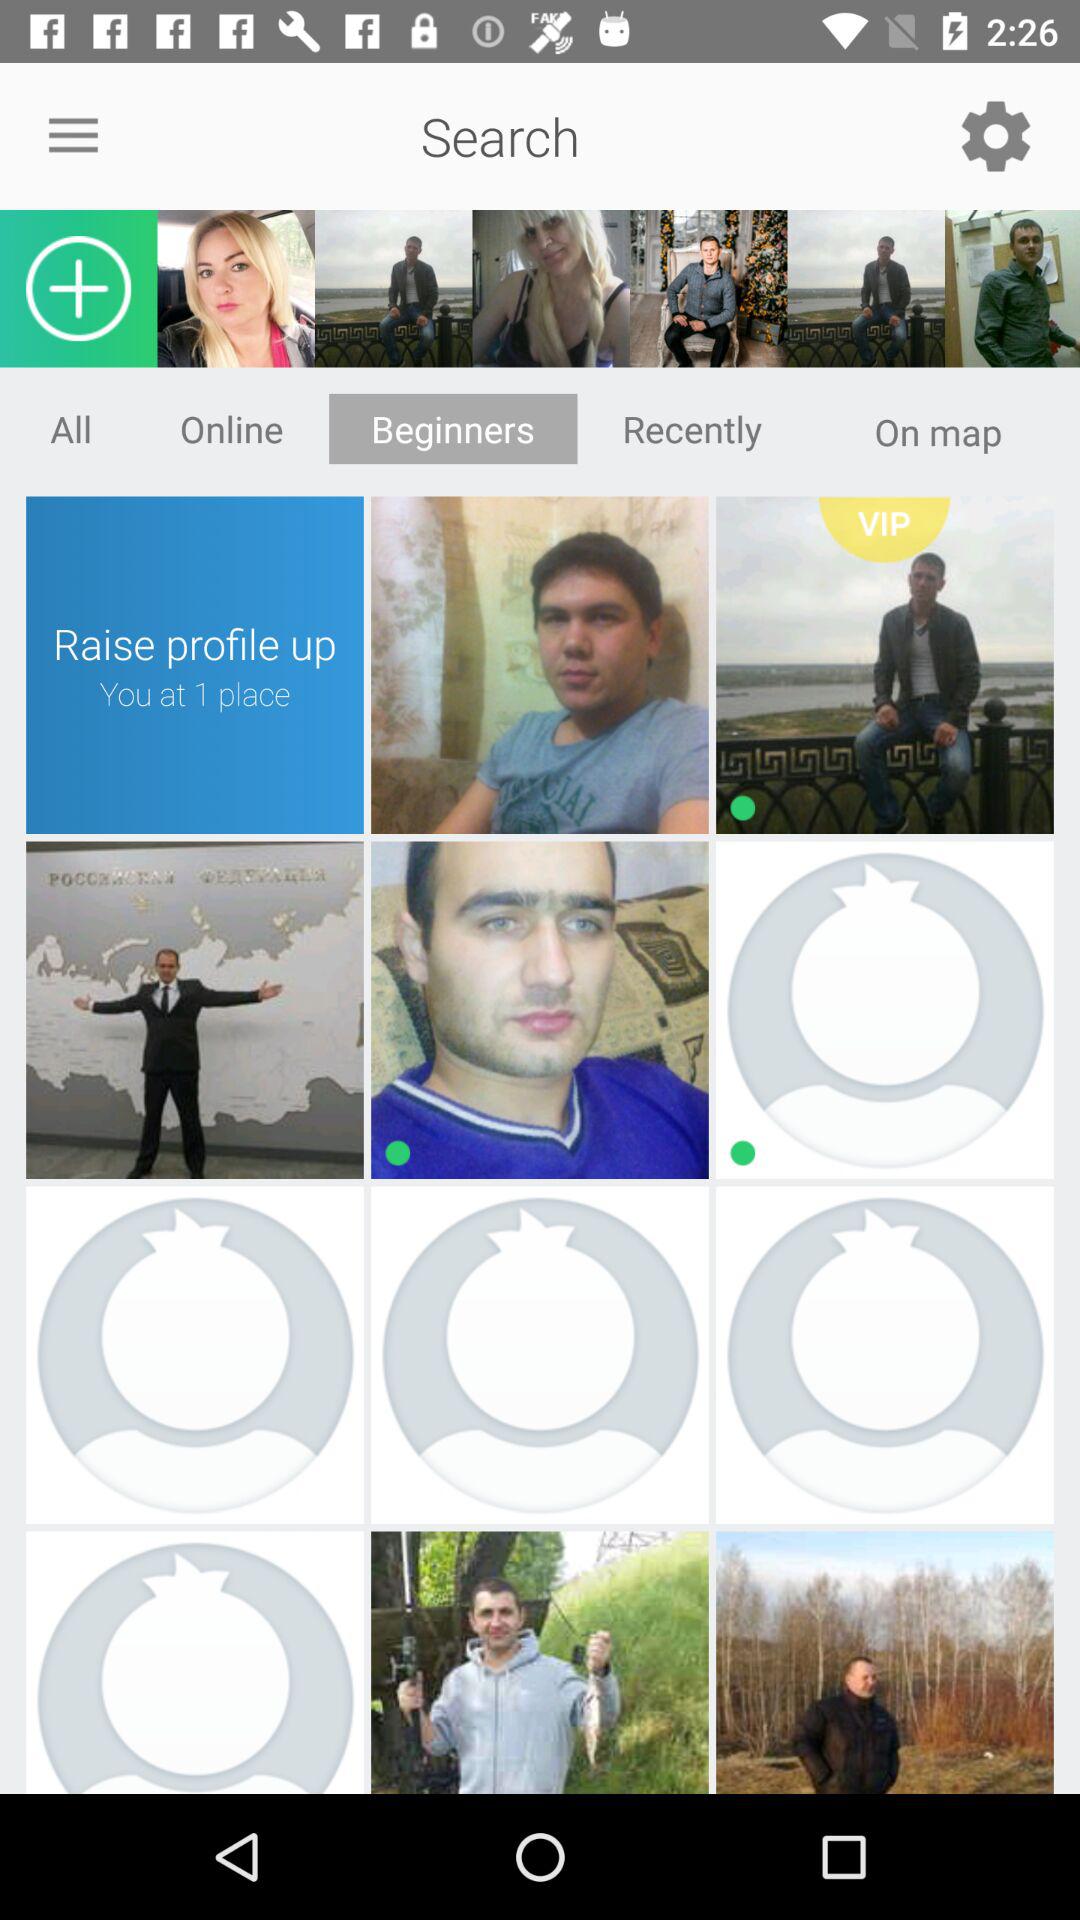 FAKE
2:26
Search
All Online Beginners Recently On map
VIP
Raise profile up
You at 1 place
РОССИЙСКАЯ ФЕДЕРАЦИЯ